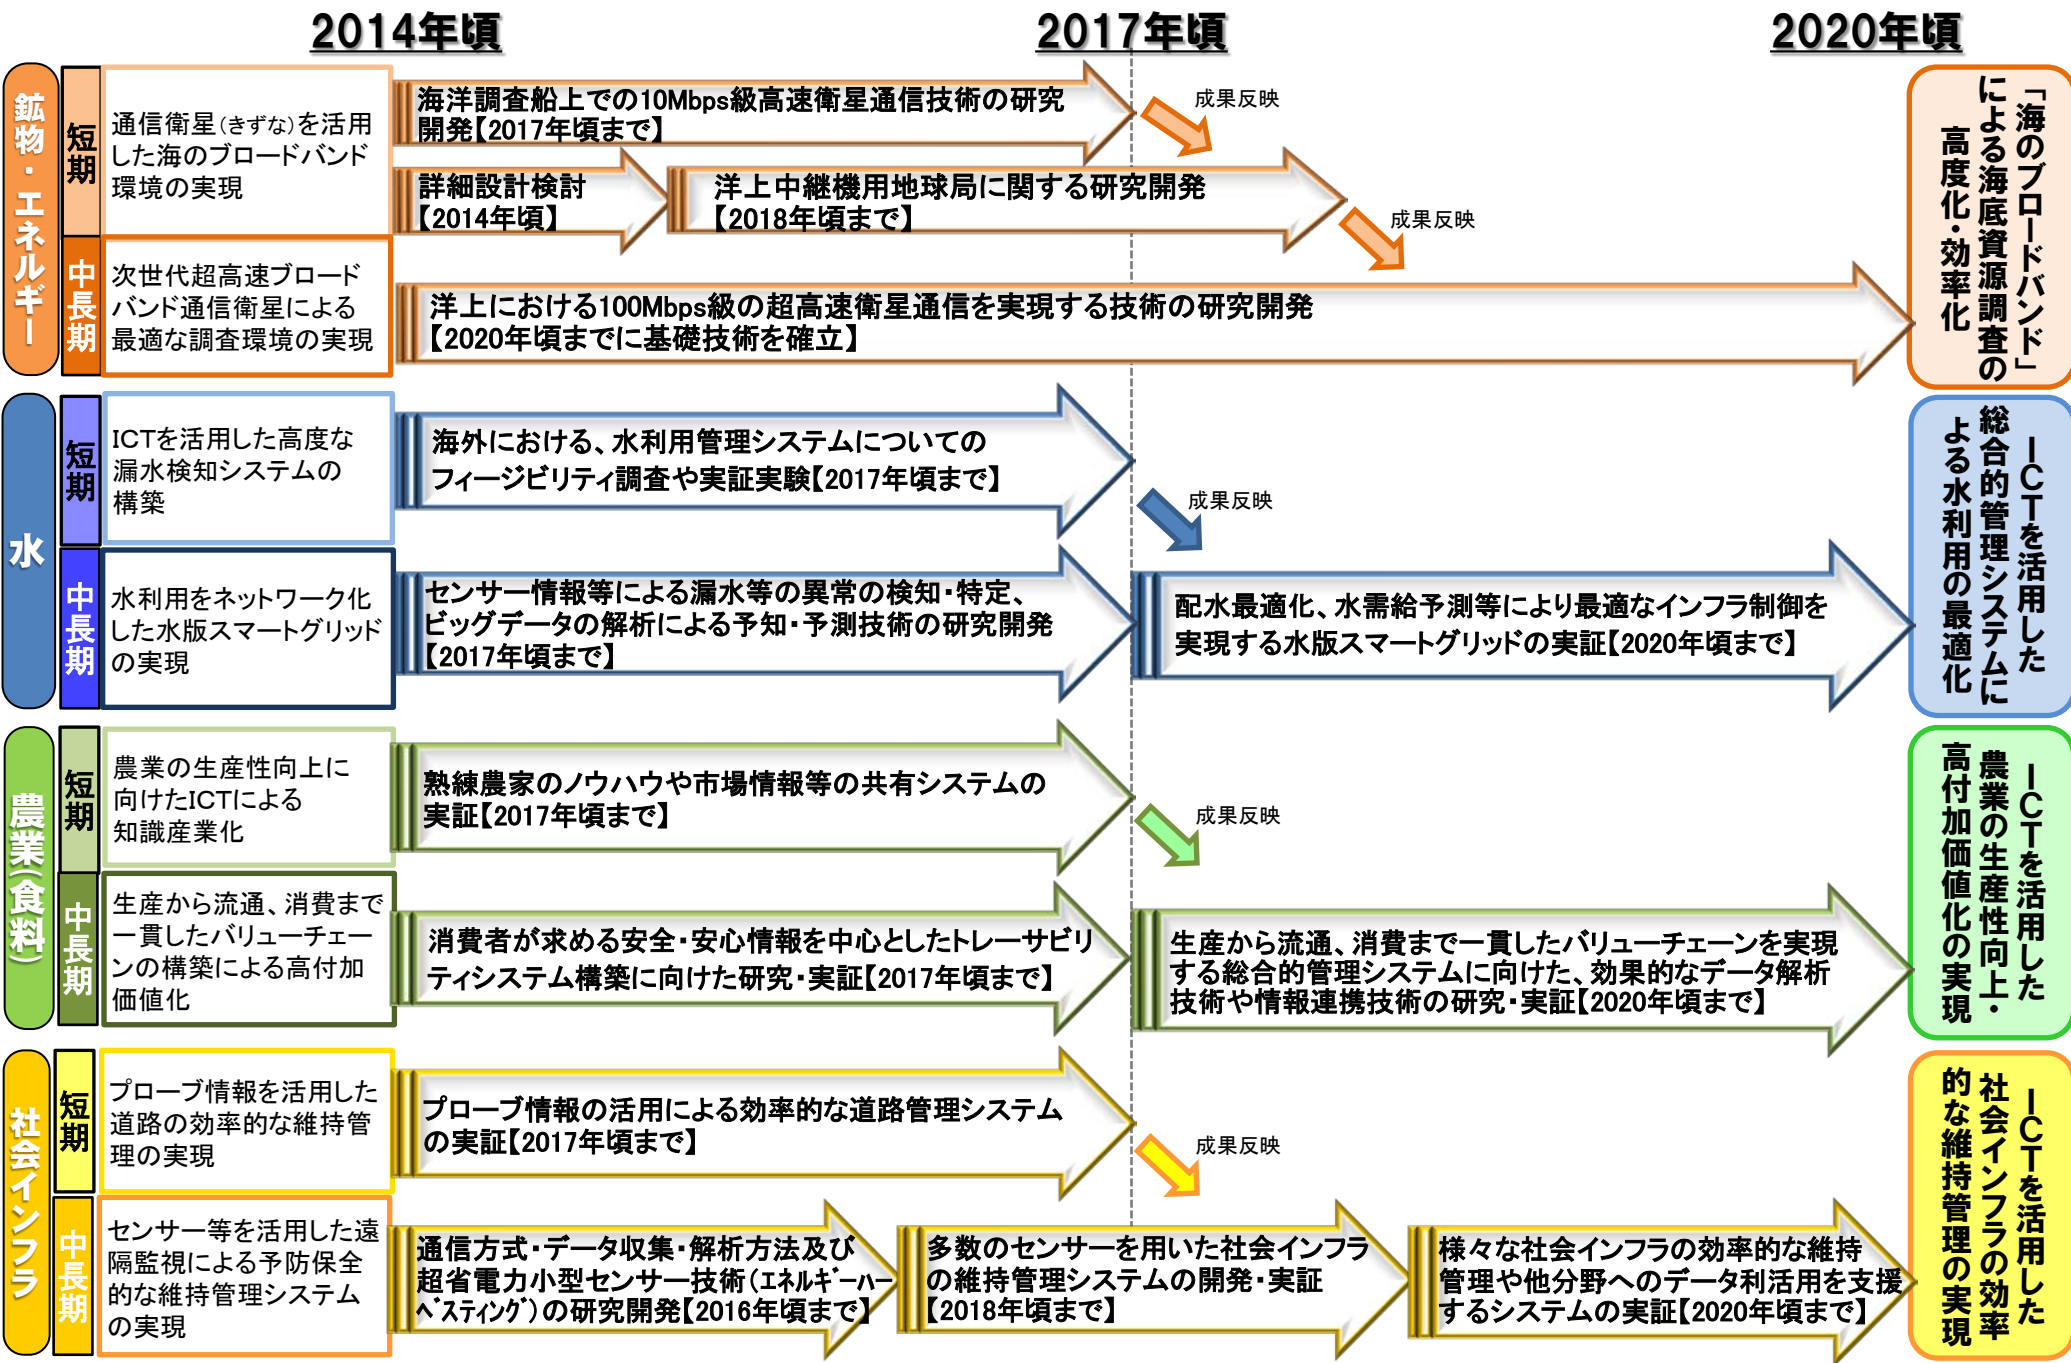 2014年頃
2017年頃
2020年頃
鉱物・エネルギー
短期
通信衛星(きずな)を活用
した海のブロードバンド
環境の実現
海洋調査船上での10Mbps級高速衛星通信技術の研究
開発【2017年頃まで】
成果反映
詳細設計検討
【2014年頃】
洋上中継機用地球局に関する研究開発
【2018年頃まで】
成果反映
中長期
次世代超高速ブロード
バンド通信衛星による
最適な調査環境の実現
洋上における100Mbps級の超高速衛星通信を実現する技術の研究開発
【2020年頃までに基礎技術を確立】
「海のブロードバンド」
による海底資源調査の
高度化・効率化
水
短期
ICTを活用した高度な
漏水検知システムの
構築
海外における、水利用管理システムについての
フィージビリティ調査や実証実験【2017年頃まで】
成果反映
中長期
水利用をネットワーク化
した水版スマートグリッド
の実現
センサー情報等による漏水等の異常の検知・特定、
ビッグデータの解析による予知・予測技術の研究開発
【2017年頃まで】
配水最適化、水需給予測等により最適なインフラ制御を
実現する水版スマートグリッドの実証【2020年頃まで】
ICTを活用した
総合的管理システムに
よる水利用の最適化
農業(食料)
短期
農業の生産性向上に
向けたICTによる
知識産業化
熟練農家のノウハウや市場情報等の共有システムの
実証【2017年頃まで】
成果反映
中長期
生産から流通、消費まで
一貫したバリューチェー
ンの構築による高付加
価値化
消費者が求める安全・安心情報を中心としたトレーサビリ
ティシステム構築に向けた研究・実証【2017年頃まで】
生産から流通、消費まで一貫したバリューチェーンを実現
する総合的管理システムに向けた、効果的なデータ解析
技術や情報連携技術の研究・実証【2020年頃まで】
ICTを活用した
農業の生産性向上・
高付加価値化の実現
社会インフラ
短期
プローブ情報を活用した
道路の効率的な維持管
理の実現
プローブ情報の活用による効率的な道路管理システム
の実証【2017年頃まで】
成果反映
中長期
センサー等を活用した遠
隔監視による予防保全
的な維持管理システム
の実現
通信方式・データ収集・解析方法及び
超省電力小型センサー技術(ｴﾈﾙｷﾞｰﾊｰ
ﾍﾞｽﾃｨﾝｸﾞ)の研究開発【2016年頃まで】
多数のセンサーを用いた社会インフラ
の維持管理システムの開発・実証
【2018年頃まで】
様々な社会インフラの効率的な維持
管理や他分野へのデータ利活用を支援
するシステムの実証【2020年頃まで】
ICTを活用した
社会インフラの効率
的な維持管理の実現